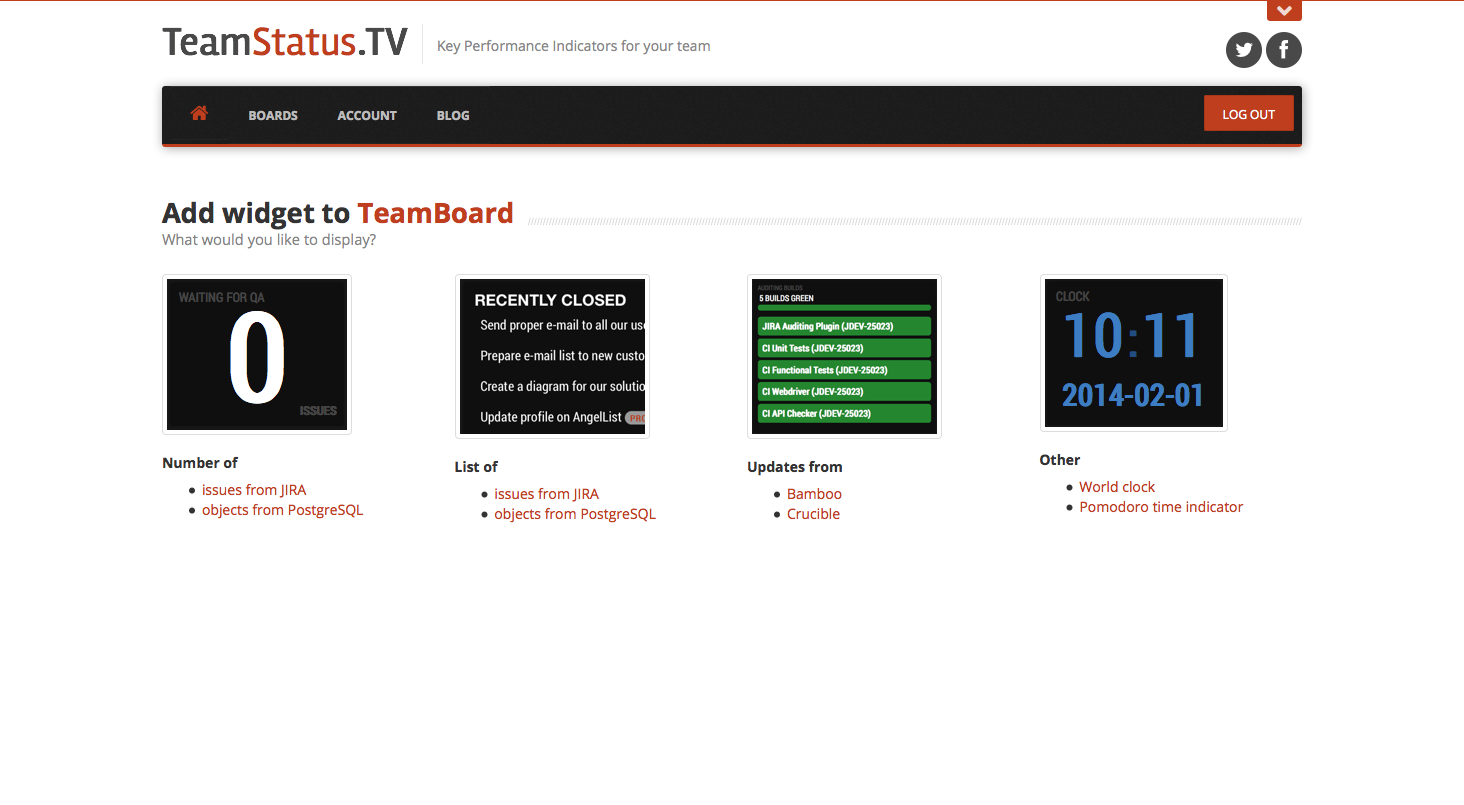 TeamStatus.TV
Key Performance Indicators for your team
BOARDS
ACCOUNT
BLOG
LOG OUT
Add widget to TeamBoard
What would you like to display?
WAITING FOR QA
0
ISSUES
Number of
issues from JIRA
objects from PostgreSQL
RECENTLY CLOSED
Send proper e-mail to all our use
Prepare e-mail list to new custo
Create a diagram for our solutio
Update profile on AngelList PRO
List of
issues from JIRA
objects from PostgreSQL
AUDITING BUILDS
5 BUILDS GREEN
JIRA Auditing Plugin (JDEV-25023)
CI Unit Tests (JDEV-25023)
CI Functional Tests (JDEV-25023)
CI Webdriver (JDEV-25023)
CI API Checker (JDEV-25023)
Updates from
Bamboo
Crucible
CLOCK
10:11
2014-02-01
Other
World clock
Pomodoro time indicator